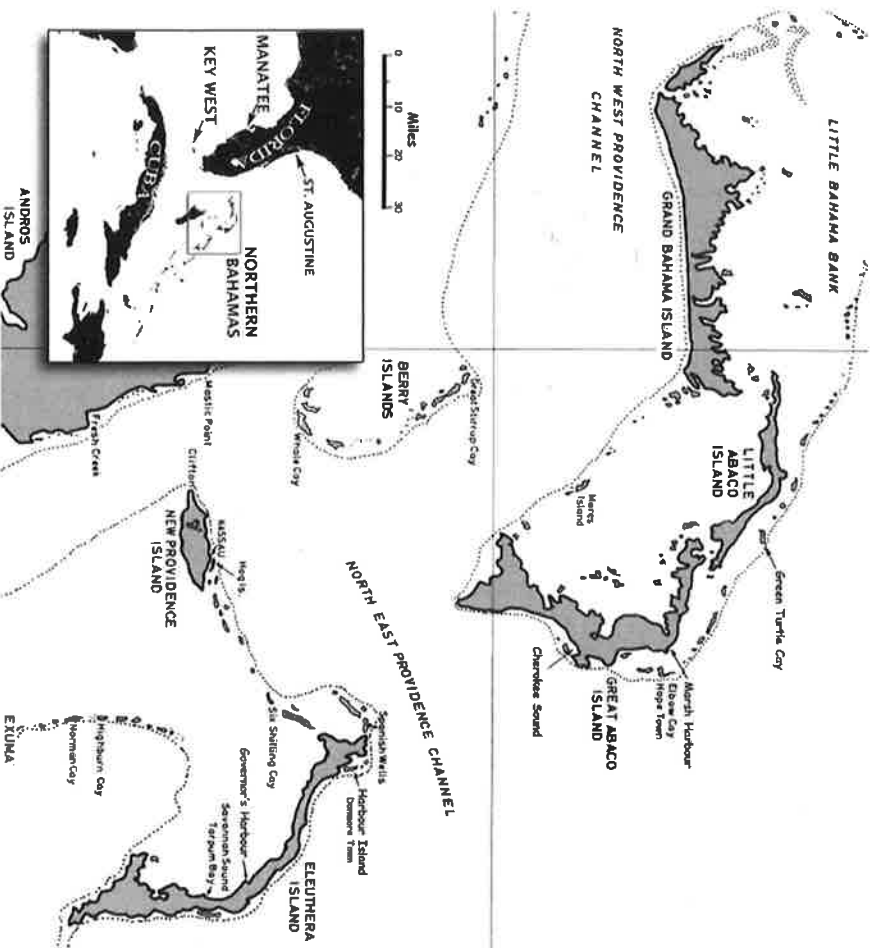 LITTLE BAHAMA BANK
NORTH WEST PROVIDENCE
CHANNEL
GRAND BAHAMA ISLAND
LITTLE
ABACO
ISLAND
Green Turtle Cay
Marsh Harbour
Elbow Cay
Hope Town
GREAT ABACO
ISLAND
Cherokee Sound
Mores
Island
0 10 20 30
Miles
FLORIDA
ST. AUGUSTINE
MANATEE
KEY WEST
CUBA
NORTHERN
BAHAMAS
Great Stirrup Cay
BERRY
ISLANDS
Whale Cay
ANDROS
ISLAND
Mastic Point
Fresh Creek
NORTH EAST PROVIDENCE CHANNEL
Hog Is.
NASSAU
Clifton
NEW PROVIDENCE
ISLAND
Spanish Wells
Harbour Island
Dunmore Town
Six Shilling Cay
Governor's Harbour
Savannah Sound
Tarpum Bay
ELEUTHERA
ISLAND
Highburn Cay
Norman Cay
EXUMA